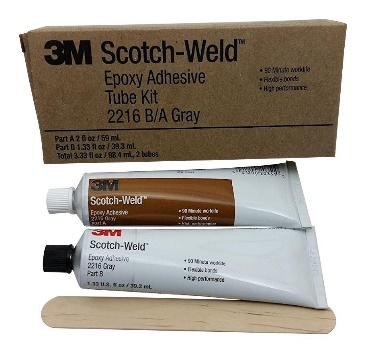 3M Scotch-Weld™
Epoxy Adhesive
Tube Kit
2216 B/A Gray
• 90 Minute worklife
• Flexible bonds
• High performance
Part A 2 fl oz / 59 mL
Part B 1.33 fl oz / 39.3 mL
Total 3.33 fl oz / 98.4 mL, 2 tubes
3M
Scotch-Weld™
Epoxy Adhesive
2216 Gray
Part A
• 90 Minute worklife
• Flexible bonds
• High performance
3M
Scotch-Weld™
Epoxy Adhesive
2216 Gray
Part B
• 90 Minute worklife
• Flexible bonds
• High performance
1.33 U.S. fl oz / 39.3 mL